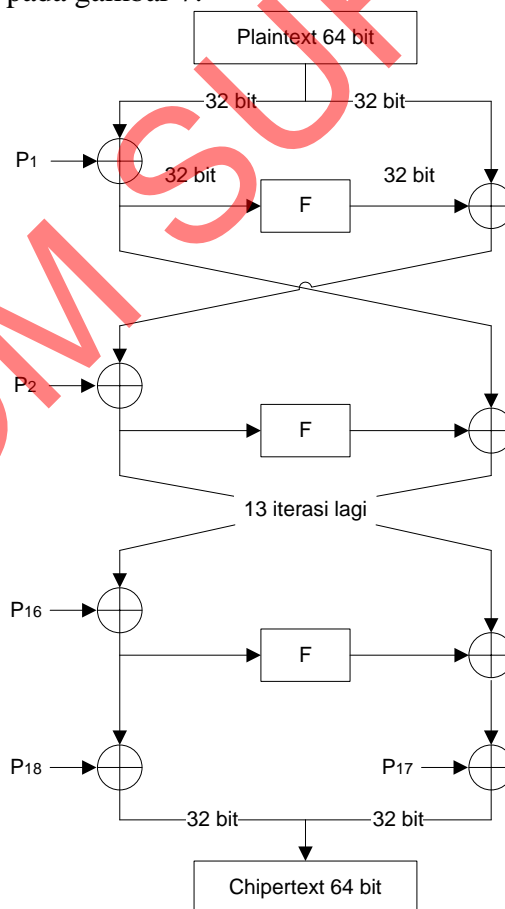 pada gambar 7.
Plaintext 64 bit
32 bit 32 bit
P1
32 bit 32 bit
F
P2
F
13 iterasi lagi
P16
F
P18 P17
32 bit 32 bit
Chipertext 64 bit